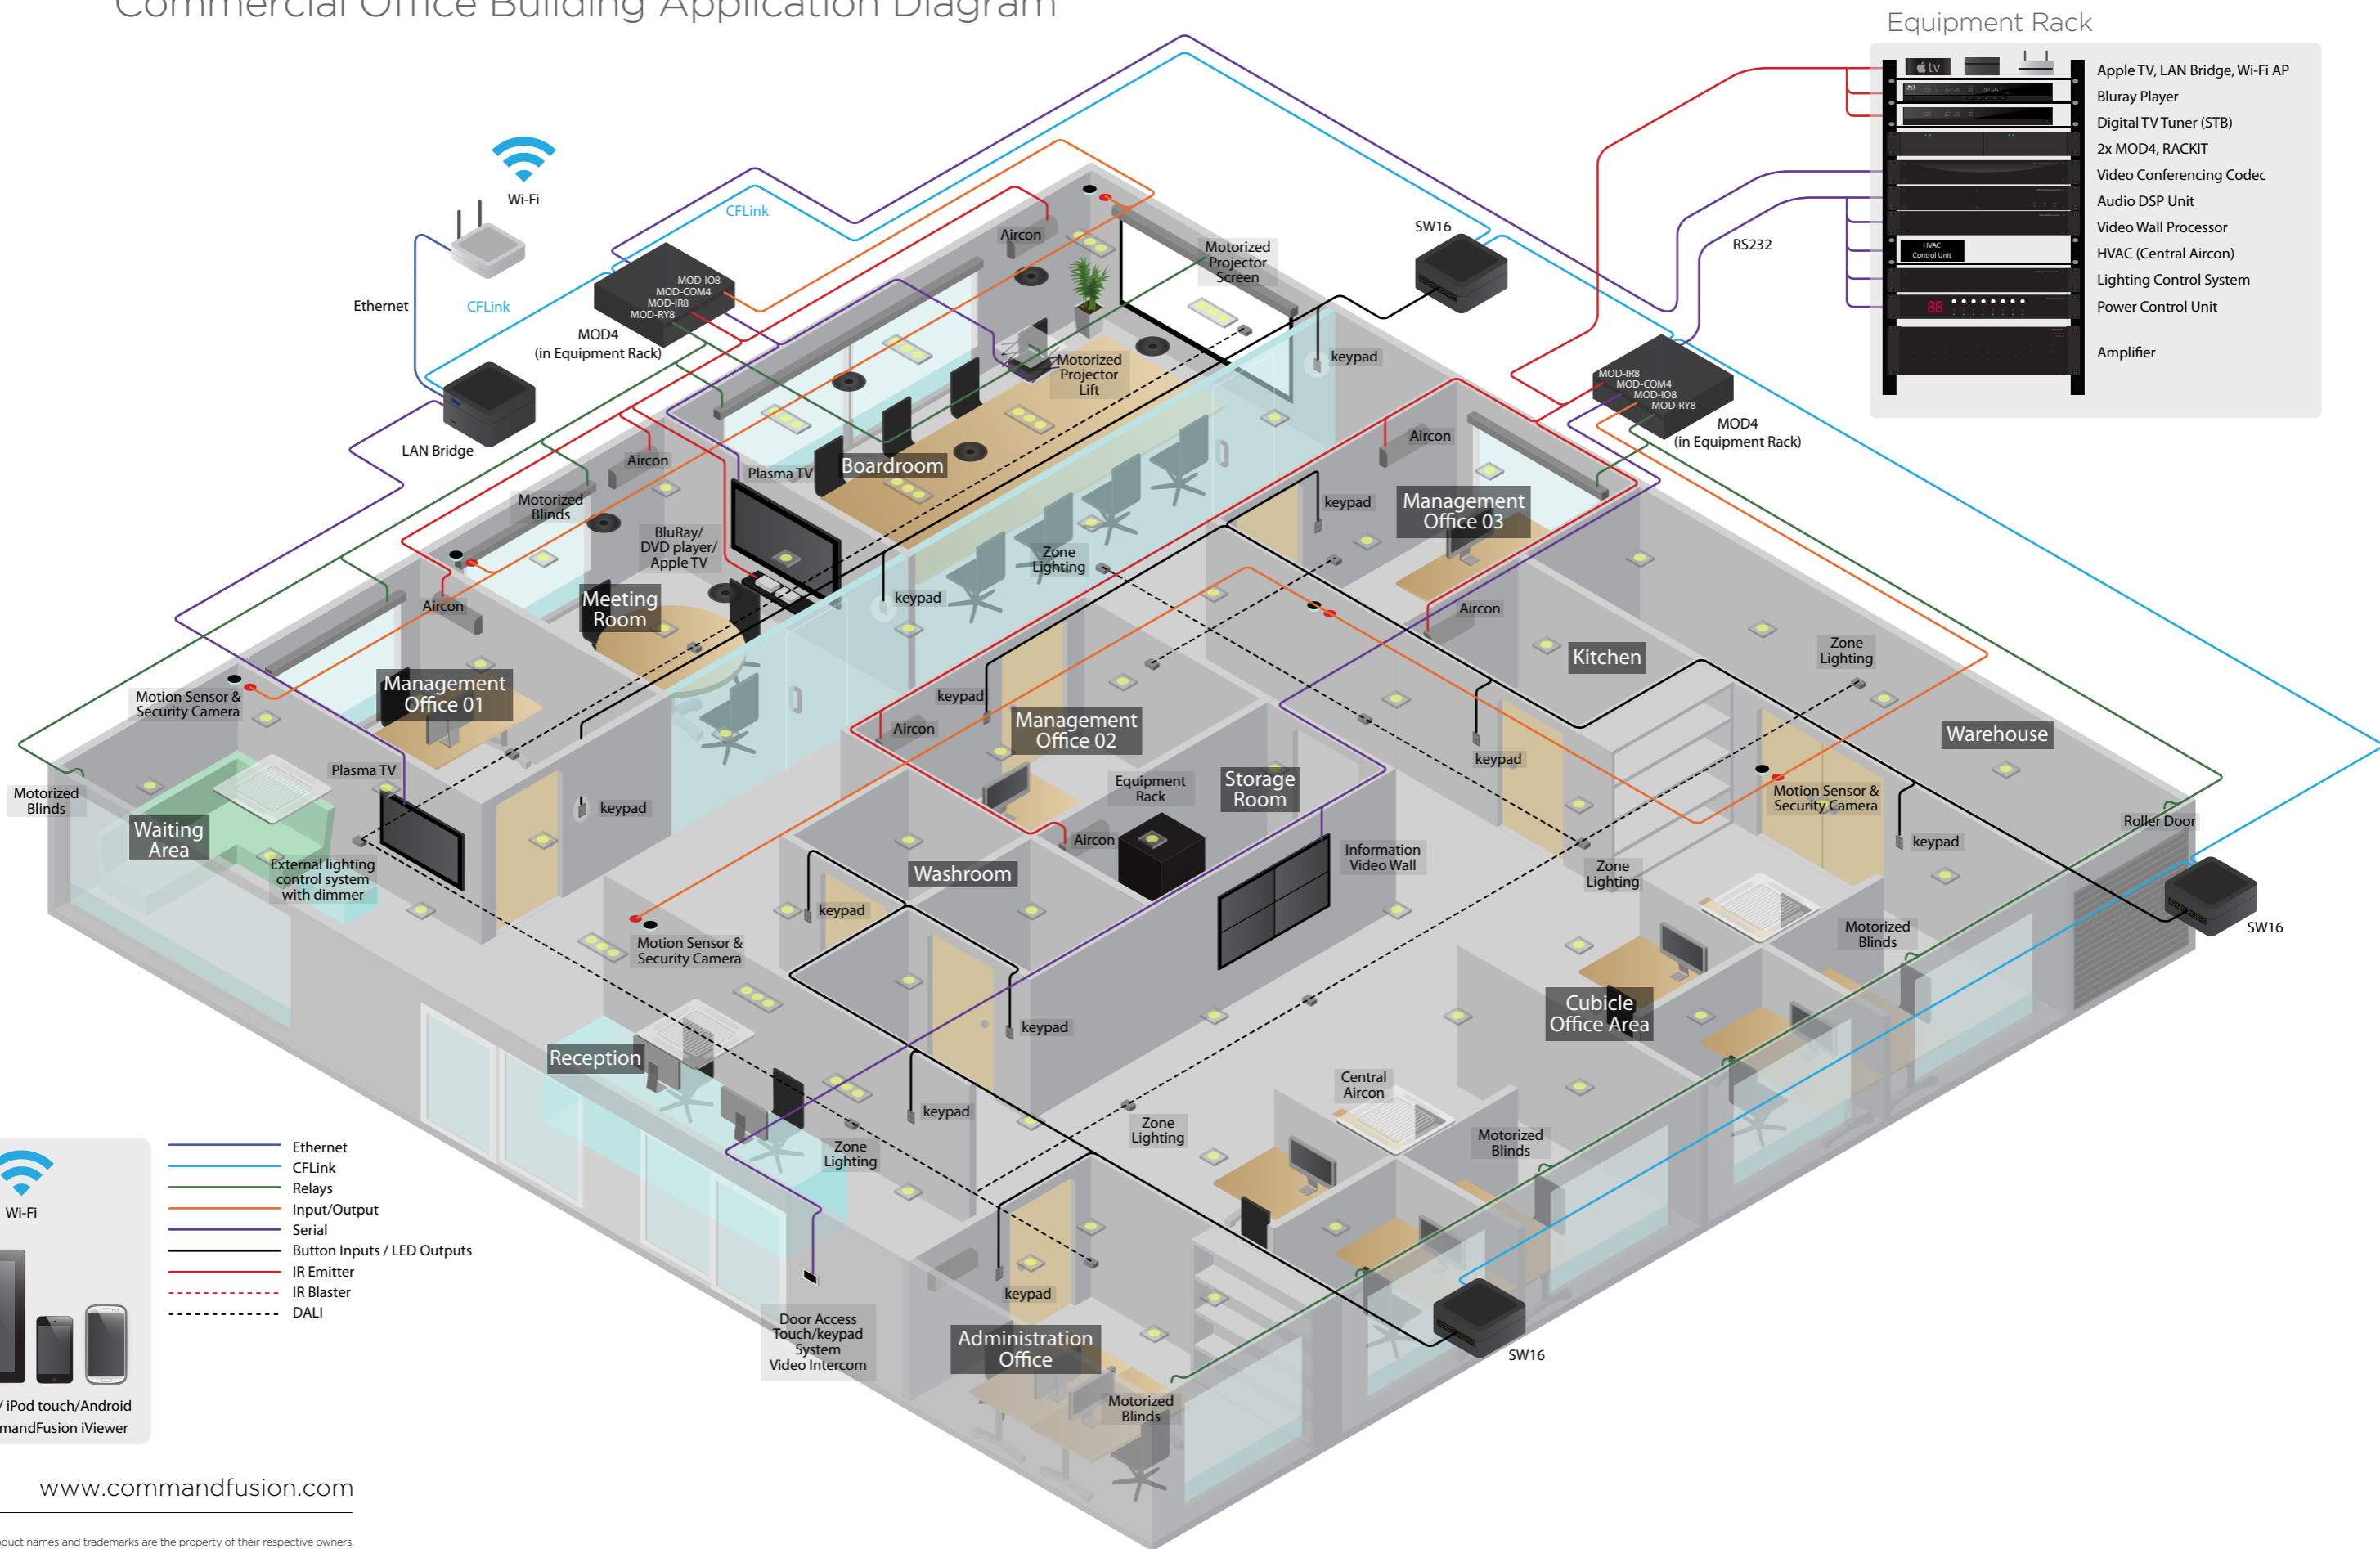 Commercial Office Building Application Diagram
Equipment Rack
Apple TV, LAN Bridge, Wi-Fi AP
Bluray Player
Digital TV Tuner (STB)
2x MOD4, RACKIT
Video Conferencing Codec
Audio DSP Unit
Video Wall Processor
HVAC (Central Aircon)
Lighting Control System
Power Control Unit
Amplifier
tv
HVAC
Control Unit
88
RS232
Wi-Fi
CFLink
Ethernet
CFLink
MOD-IO8
MOD-COM4
MOD-IR8
MOD-RY8
MOD4
(in Equipment Rack)
LAN Bridge
Aircon
Motorized
Projector
Screen
SW16
keypad
Motorized
Projector
Lift
MOD-IR8
MOD-COM4
MOD-IO8
MOD-RY8
MOD4
(in Equipment Rack)
Aircon
Plasma TV
Boardroom
Aircon
Motorized
Blinds
keypad
Management
Office 03
BluRay/
DVD player/
Apple TV
Zone
Lighting
keypad
Meeting
Room
Aircon
Aircon
Kitchen
Zone
Lighting
Management
Office 01
Motion Sensor &
Security Camera
keypad
Aircon
Management
Office 02
Warehouse
keypad
Plasma TV
Motorized
Blinds
keypad
Equipment
Rack
Storage
Room
Motion Sensor &
Security Camera
Roller Door
Waiting
Area
External lighting
control system
with dimmer
Aircon
Information
Video Wall
keypad
Zone
Lighting
Washroom
keypad
Motion Sensor &
Security Camera
Motorized
Blinds
SW16
Cubicle
Office Area
keypad
Reception
Central
Aircon
keypad
Zone
Lighting
Motorized
Blinds
Zone
Lighting
keypad
Door Access
Touch/keypad
System
Video Intercom
Administration
Office
SW16
Motorized
Blinds
Wi-Fi
Ethernet
CFLink
Relays
Input/Output
Serial
Button Inputs / LED Outputs
IR Emitter
IR Blaster
DALI
/ iPod touch/Android
mandFusion iViewer
www.commandfusion.com
oduct names and trademarks are the property of their respective owners.